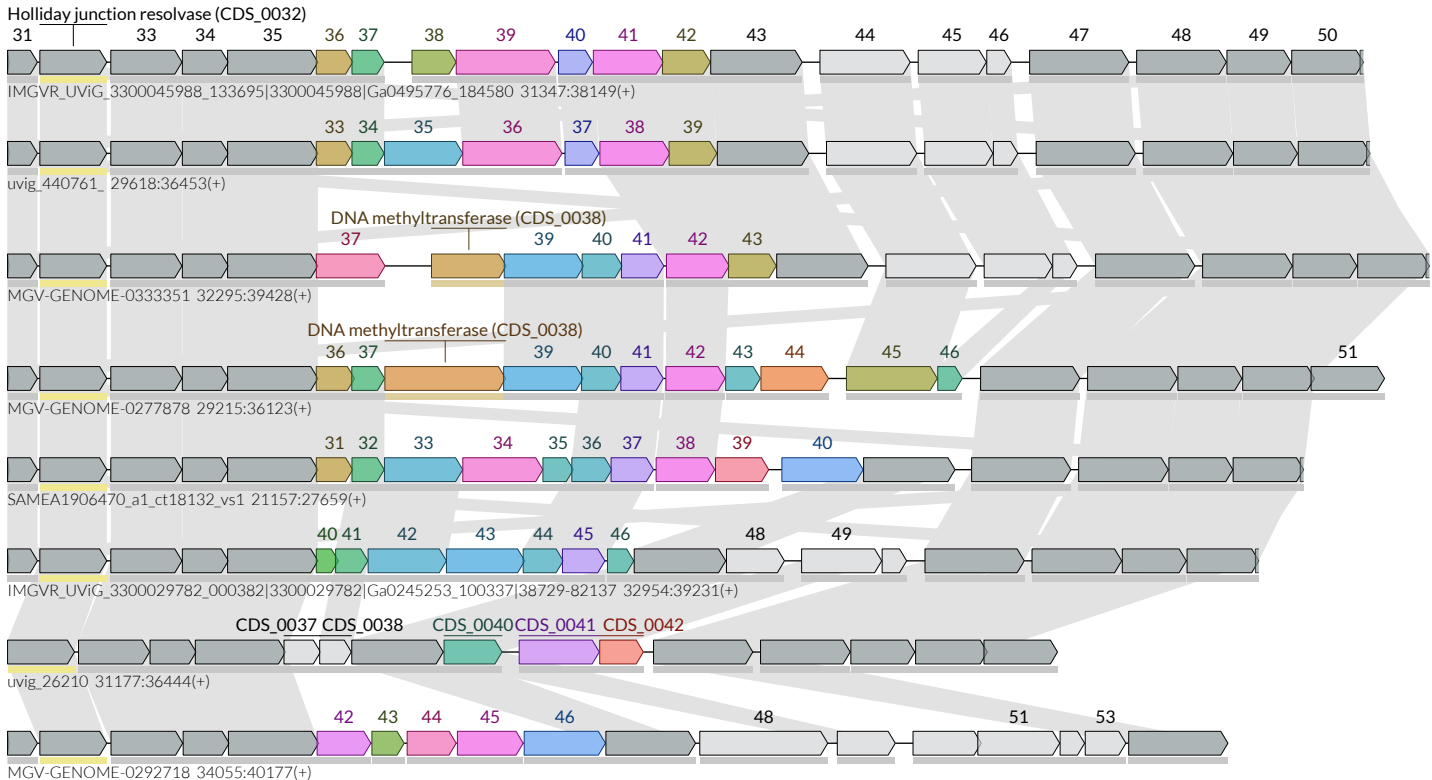 Holliday junction resolvase (CDS_0032)
31 33 34 35 36 37 38 39 40 41 42 43 44 45 46 47 48 49 50
IMGVR_UViG_3300045988_133695|3300045988|Ga0495776_184580 31347:38149(+)
33 34 35 36 37 38 39
uvig_440761_ 29618:36453(+)
DNA methyltransferase (CDS_0038)
37 39 40 41 42 43
MGV-GENOME-0333351 32295:39428(+)
DNA methyltransferase (CDS_0038)
36 37 39 40 41 42 43 44 45 46 51
MGV-GENOME-0277878 29215:36123(+)
31 32 33 34 35 36 37 38 39 40
SAMEA1906470_a1_ct18132_vs1 21157:27659(+)
40 41 42 43 44 45 46 48 49
IMGVR_UViG_3300029782_000382|3300029782|Ga0245253_100337|38729-82137 32954:39231(+)
CDS_0037 CDS_0038 CDS_0040 CDS_0041 CDS_0042
uvig_26210 31177:36444(+)
42 43 44 45 46 48 51 53
MGV-GENOME-0292718 34055:40177(+)